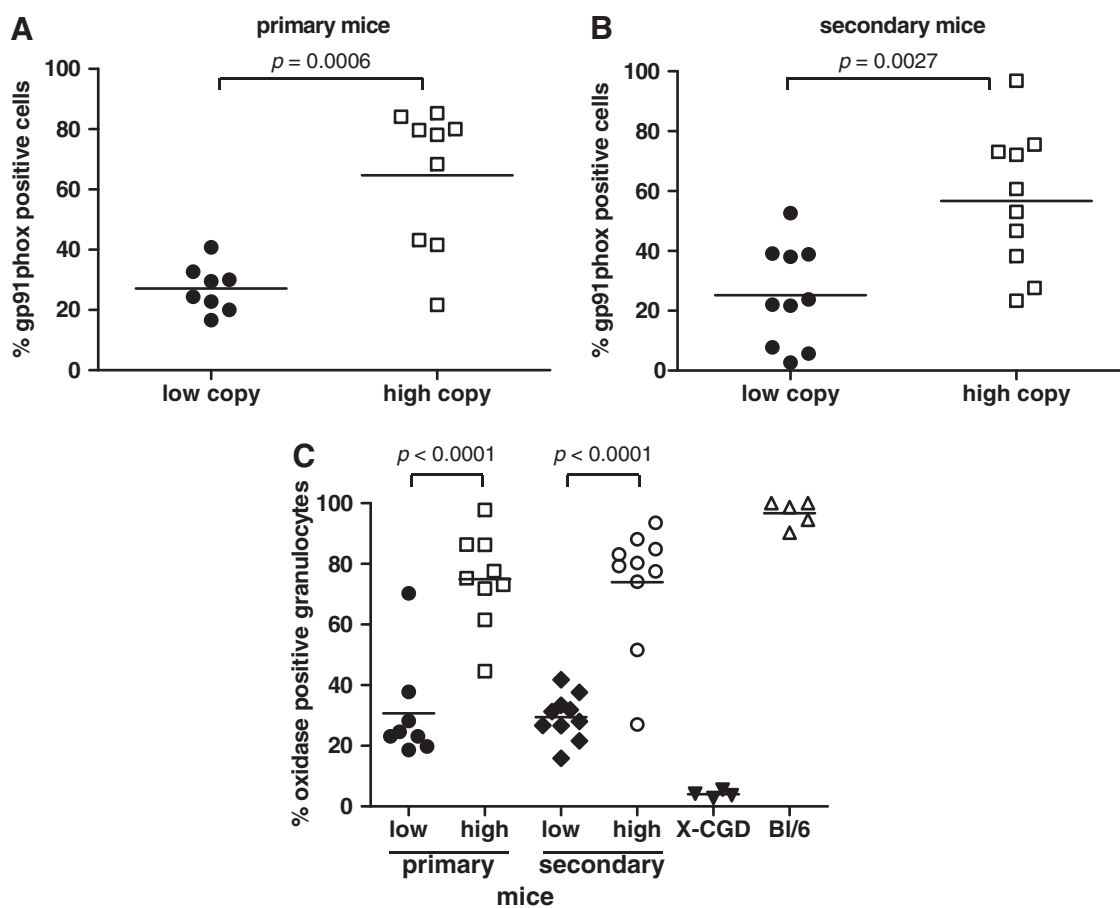 A
primary mice
p = 0.0006
% gp91phox positive cells
100
80
60
40
20
0
low copy
high copy
B
secondary mice
p = 0.0027
% gp91phox positive cells
100
80
60
40
20
0
low copy
high copy
C
p < 0.0001
p < 0.0001
% oxidase positive granulocytes
100
80
60
40
20
0
low high low high X-CGD Bl/6
primary secondary
mice